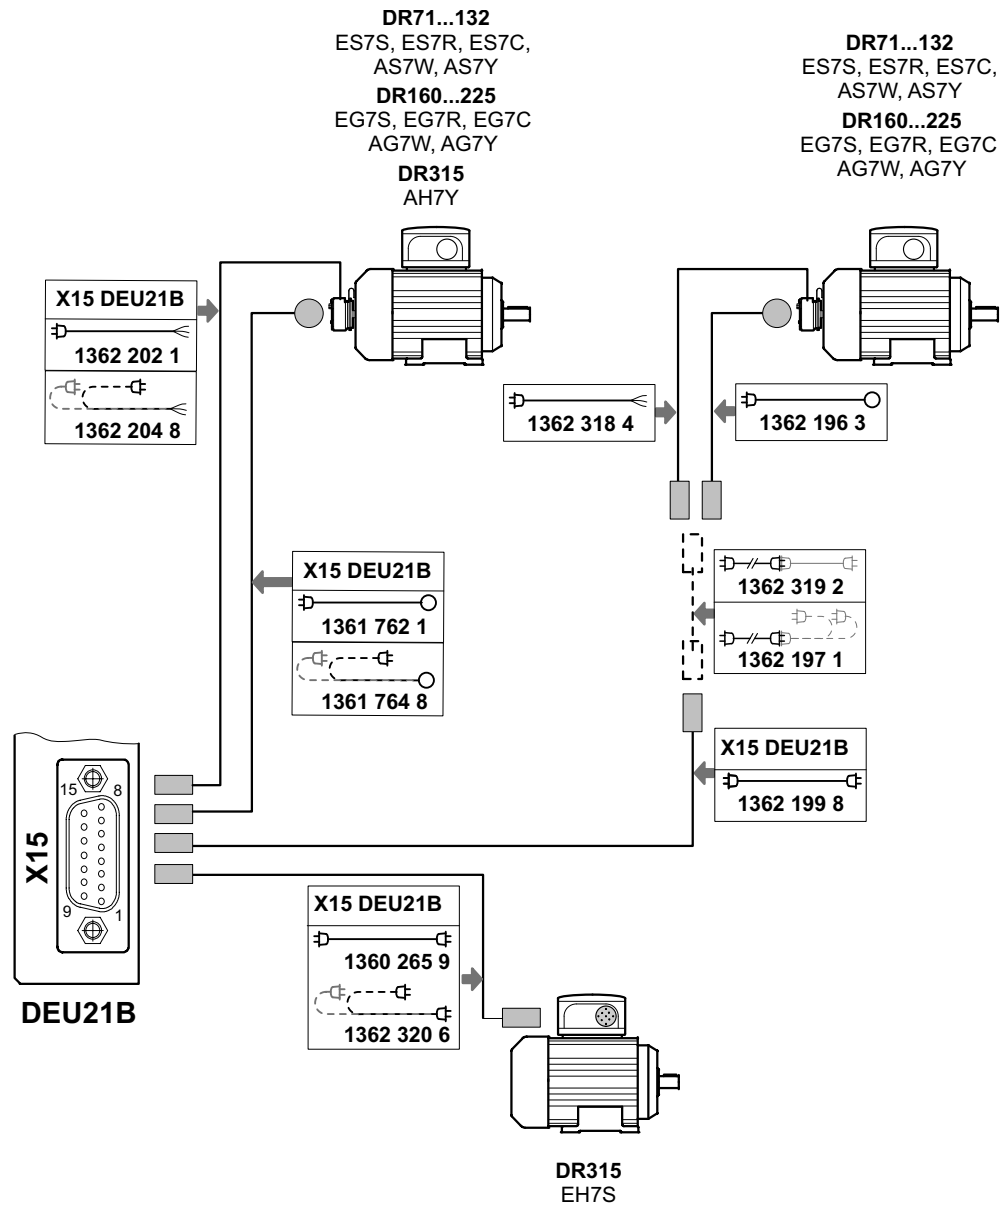 DR71...132
ES7S, ES7R, ES7C,
AS7W, AS7Y
DR160...225
EG7S, EG7R, EG7C
AG7W, AG7Y
DR315
AH7Y
DR71...132
ES7S, ES7R, ES7C,
AS7W, AS7Y
DR160...225
EG7S, EG7R, EG7C
AG7W, AG7Y
X15 DEU21B
1362 202 1
1362 204 8
1362 318 4
1362 196 3
X15 DEU21B
1361 762 1
1361 764 8
1362 319 2
1362 197 1
X15 DEU21B
1362 199 8
X15
15
8
9
1
DEU21B
X15 DEU21B
1360 265 9
1362 320 6
DR315
EH7S